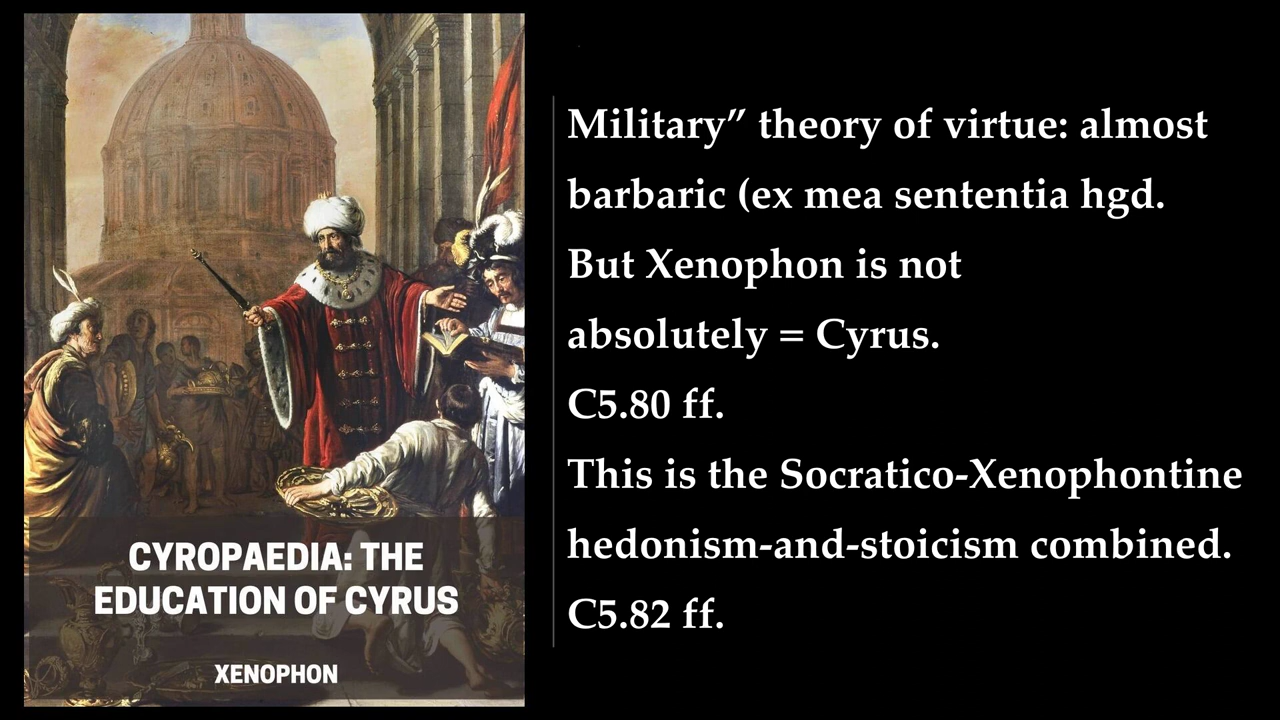 CYROPAEDIA: THE
EDUCATION OF CYRUS
XENOPHON
Military” theory of virtue: almost
barbaric (ex mea sententia hgd.
But Xenophon is not
absolutely = Cyrus.
C5.80 ff.
This is the Socratico-Xenophontine
hedonism-and-stoicism combined.
C5.82 ff.